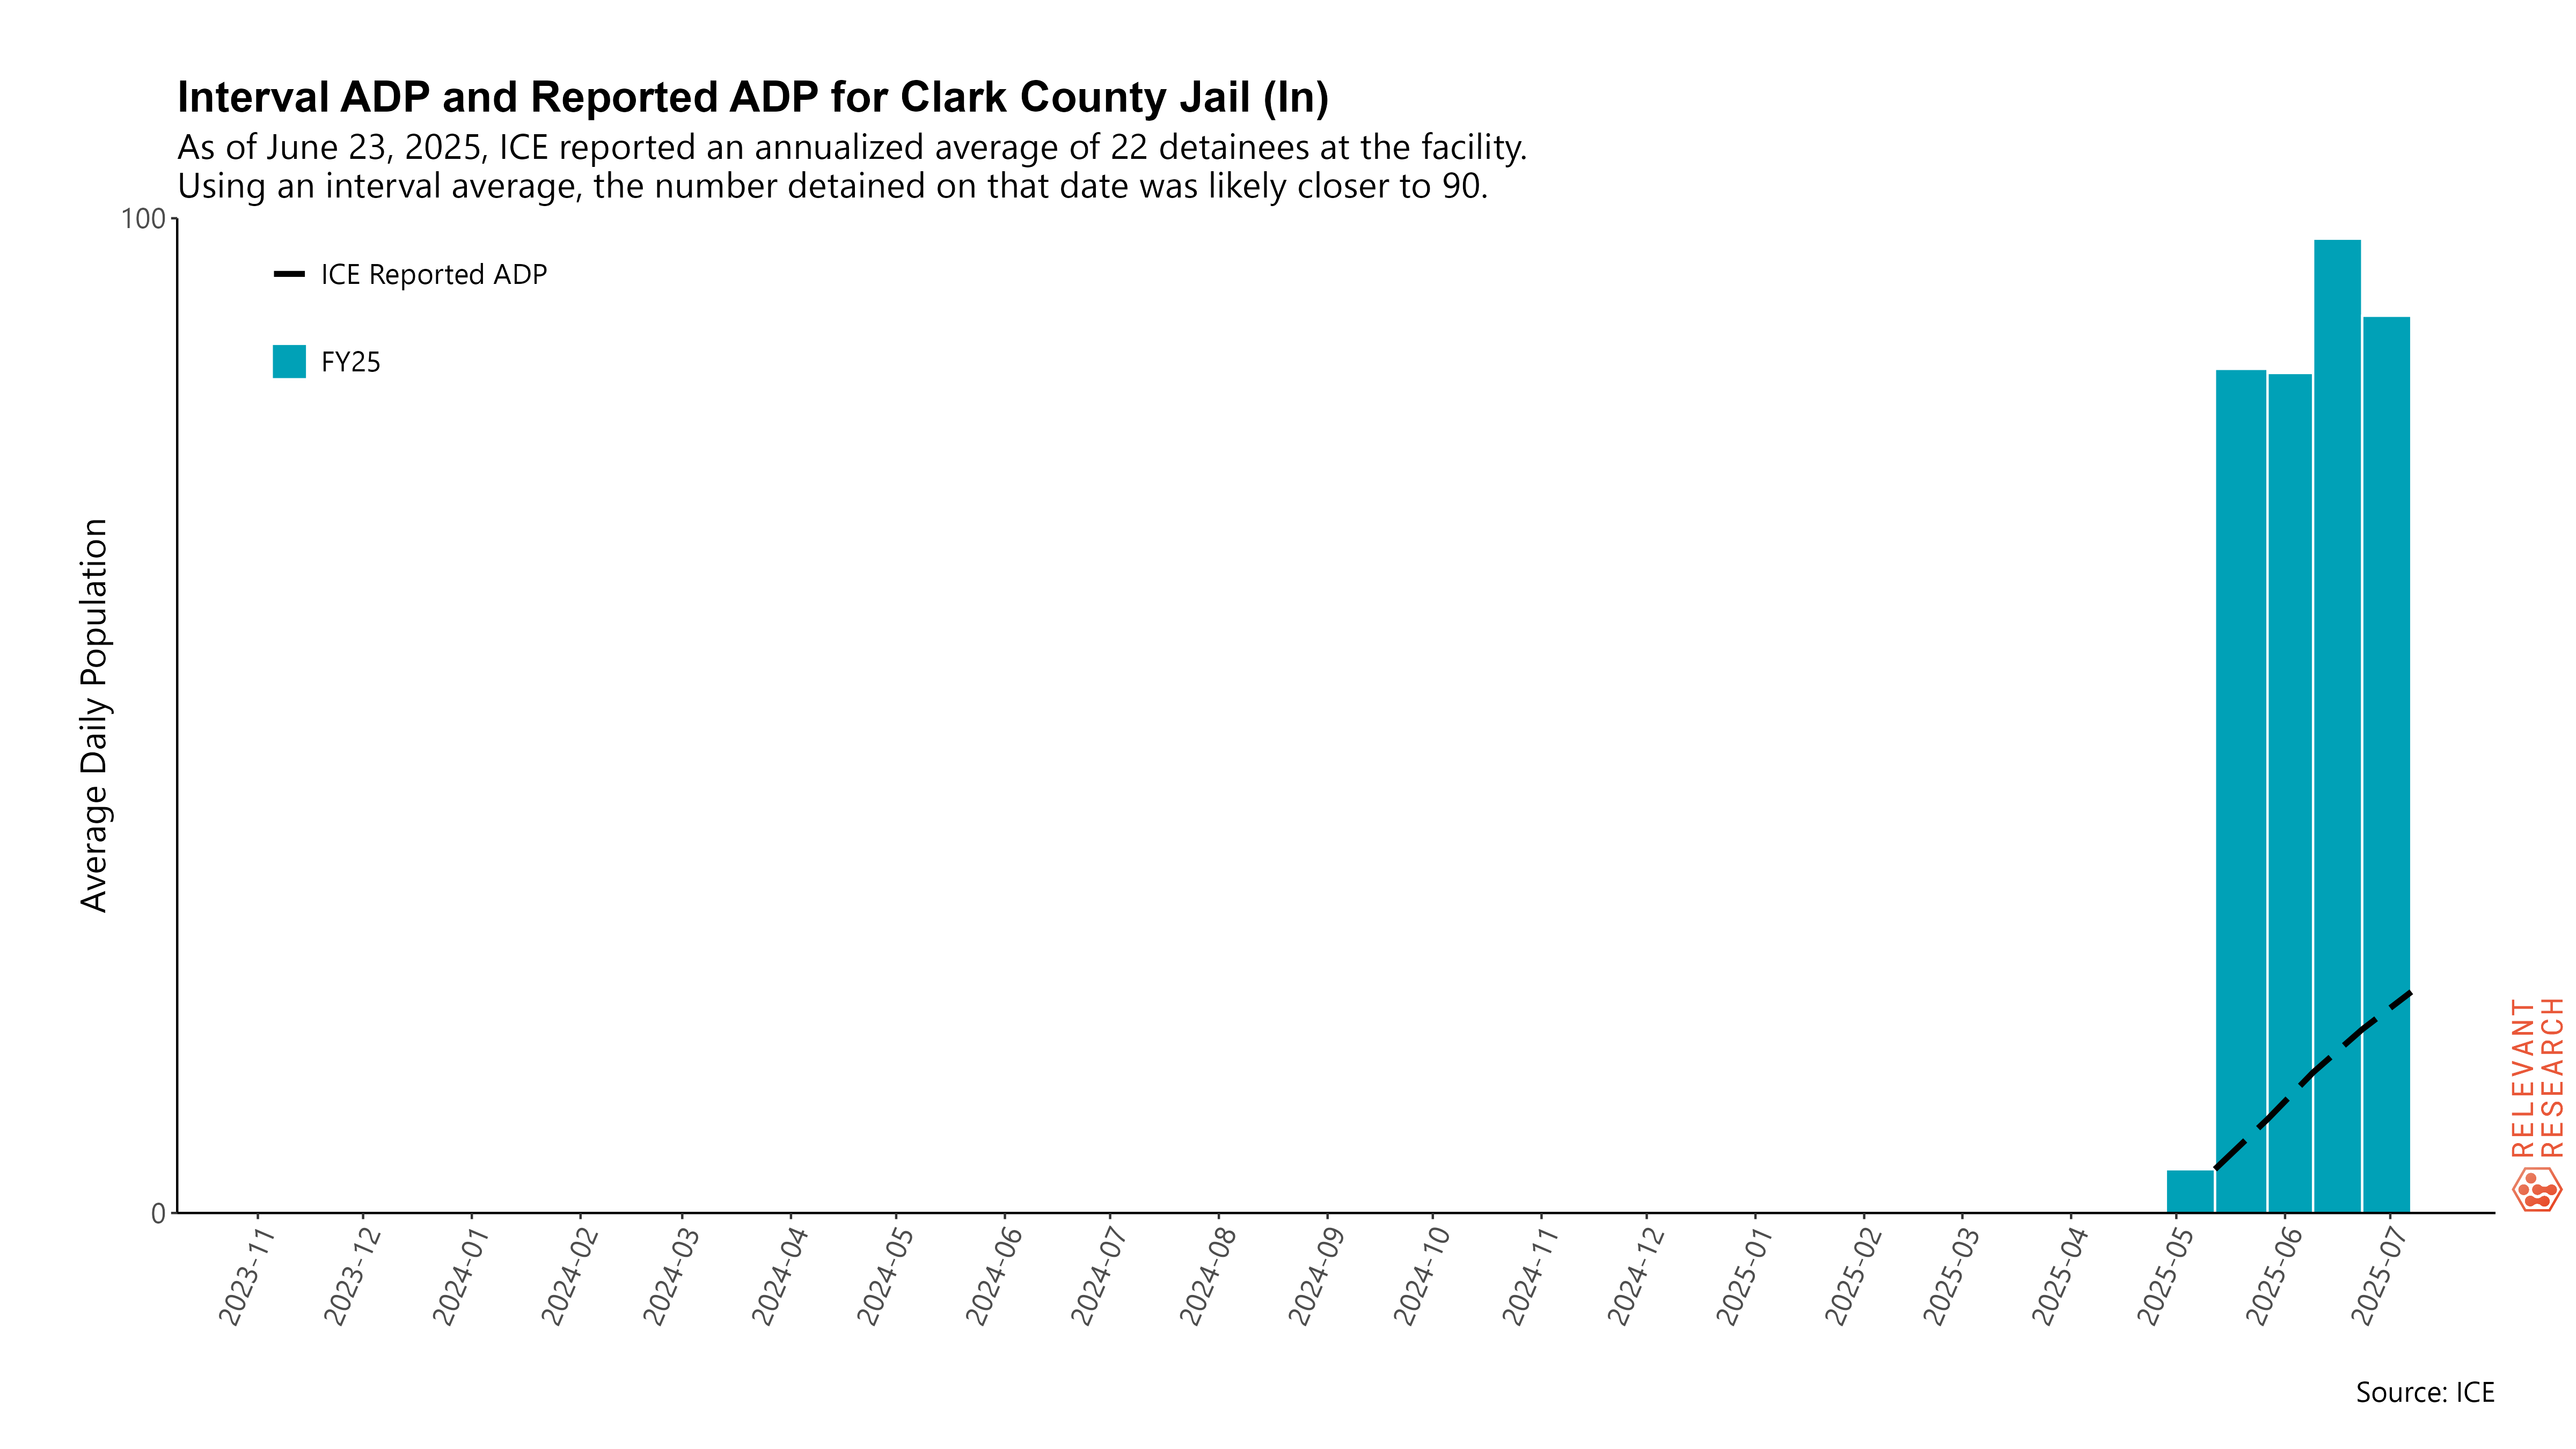 Interval ADP and Reported ADP for Clark County Jail (In)
As of June 23, 2025, ICE reported an annualized average of 22 detainees at the facility.
Using an interval average, the number detained on that date was likely closer to 90.
100
ICE Reported ADP
FY25
Average Daily Population
0
2023-11
2023-12
2024-01
2024-02
2024-03
2024-04
2024-05
2024-06
2024-07
2024-08
2024-09
2024-10
2024-11
2024-12
2025-01
2025-02
2025-03
2025-04
2025-05
2025-06
2025-07
RELEVANT
RESEARCH
Source: ICE